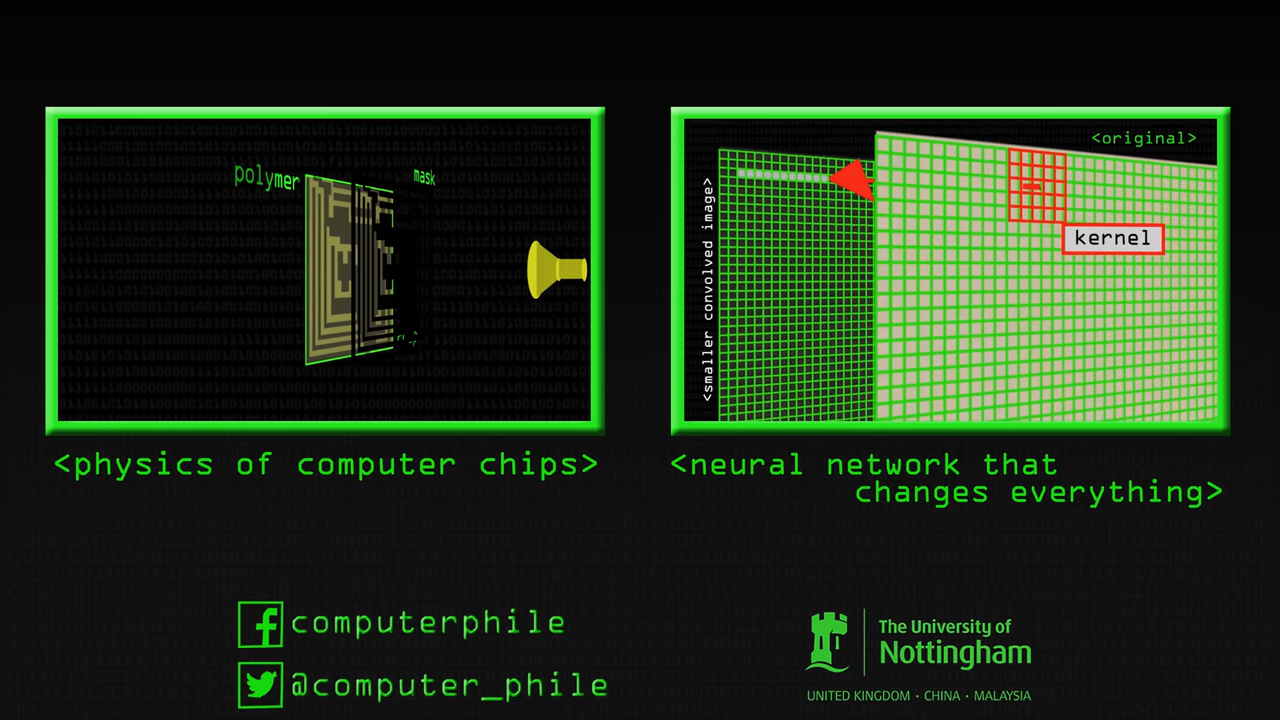 polymer
mask
<original>
kernel
<smaller convolved image>
<physics of computer chips>
<neural network that
changes everything>
computerphile
@computer_phile
The University of
Nottingham
UNITED KINGDOM · CHINA · MALAYSIA